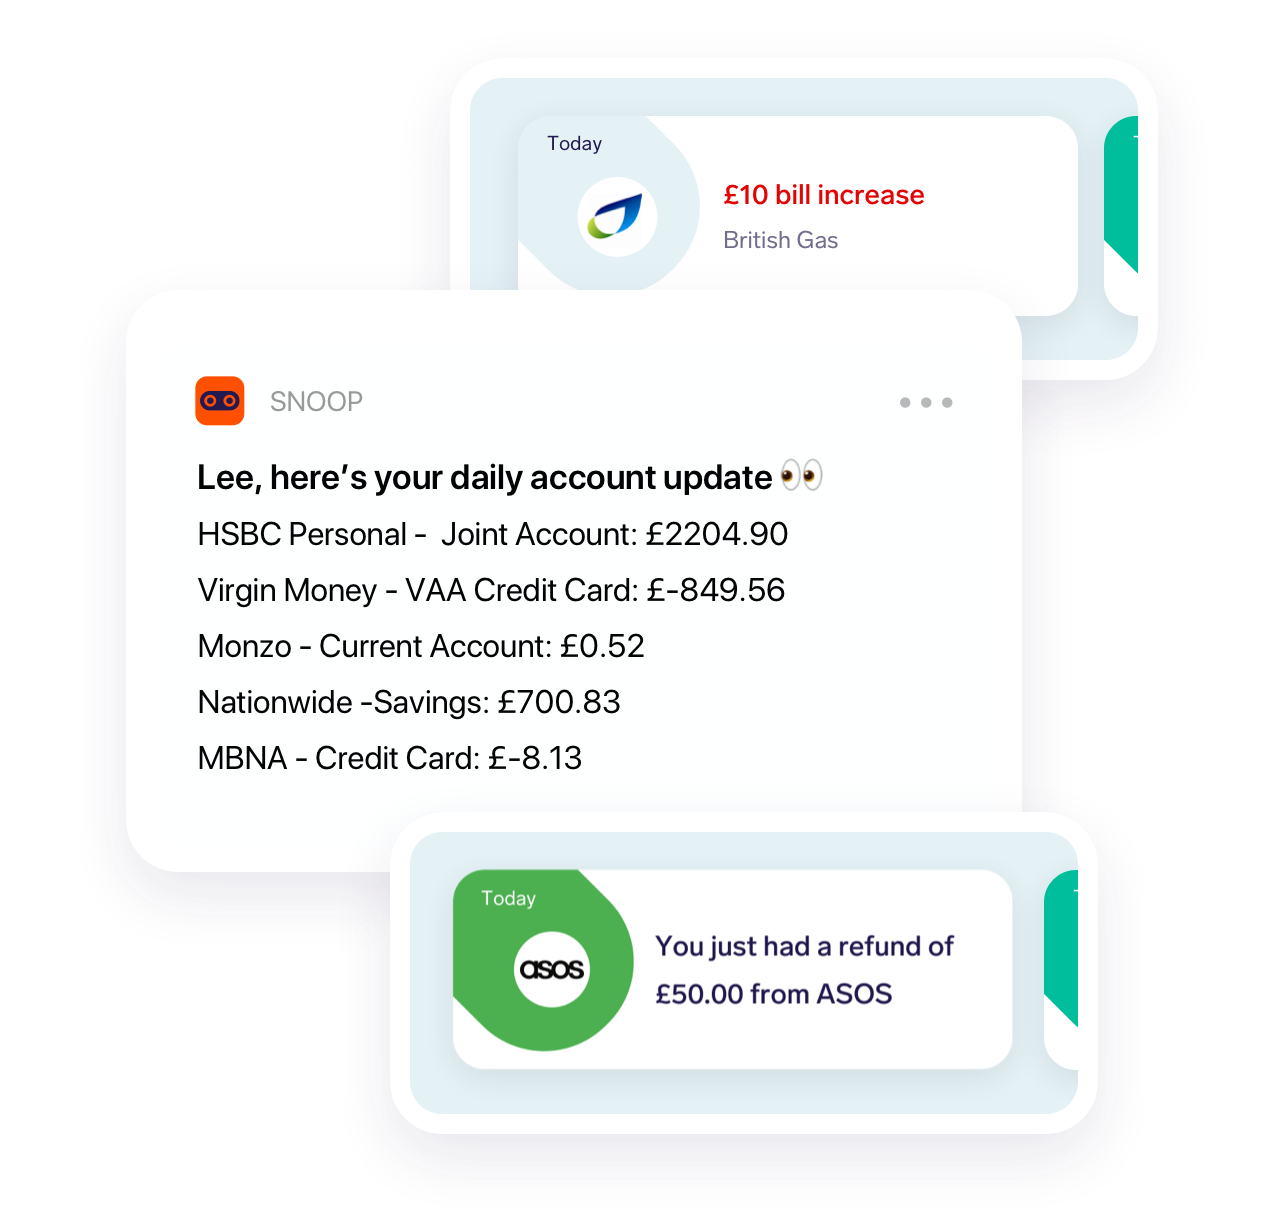 Today
£10 bill increase
British Gas
SNOOP
Lee, here’s your daily account update 👀
HSBC Personal -  Joint Account: £2204.90
Virgin Money - VAA Credit Card: £-849.56
Monzo - Current Account: £0.52
Nationwide -Savings: £700.83
MBNA - Credit Card: £-8.13
Today
asos
You just had a refund of
£50.00 from ASOS